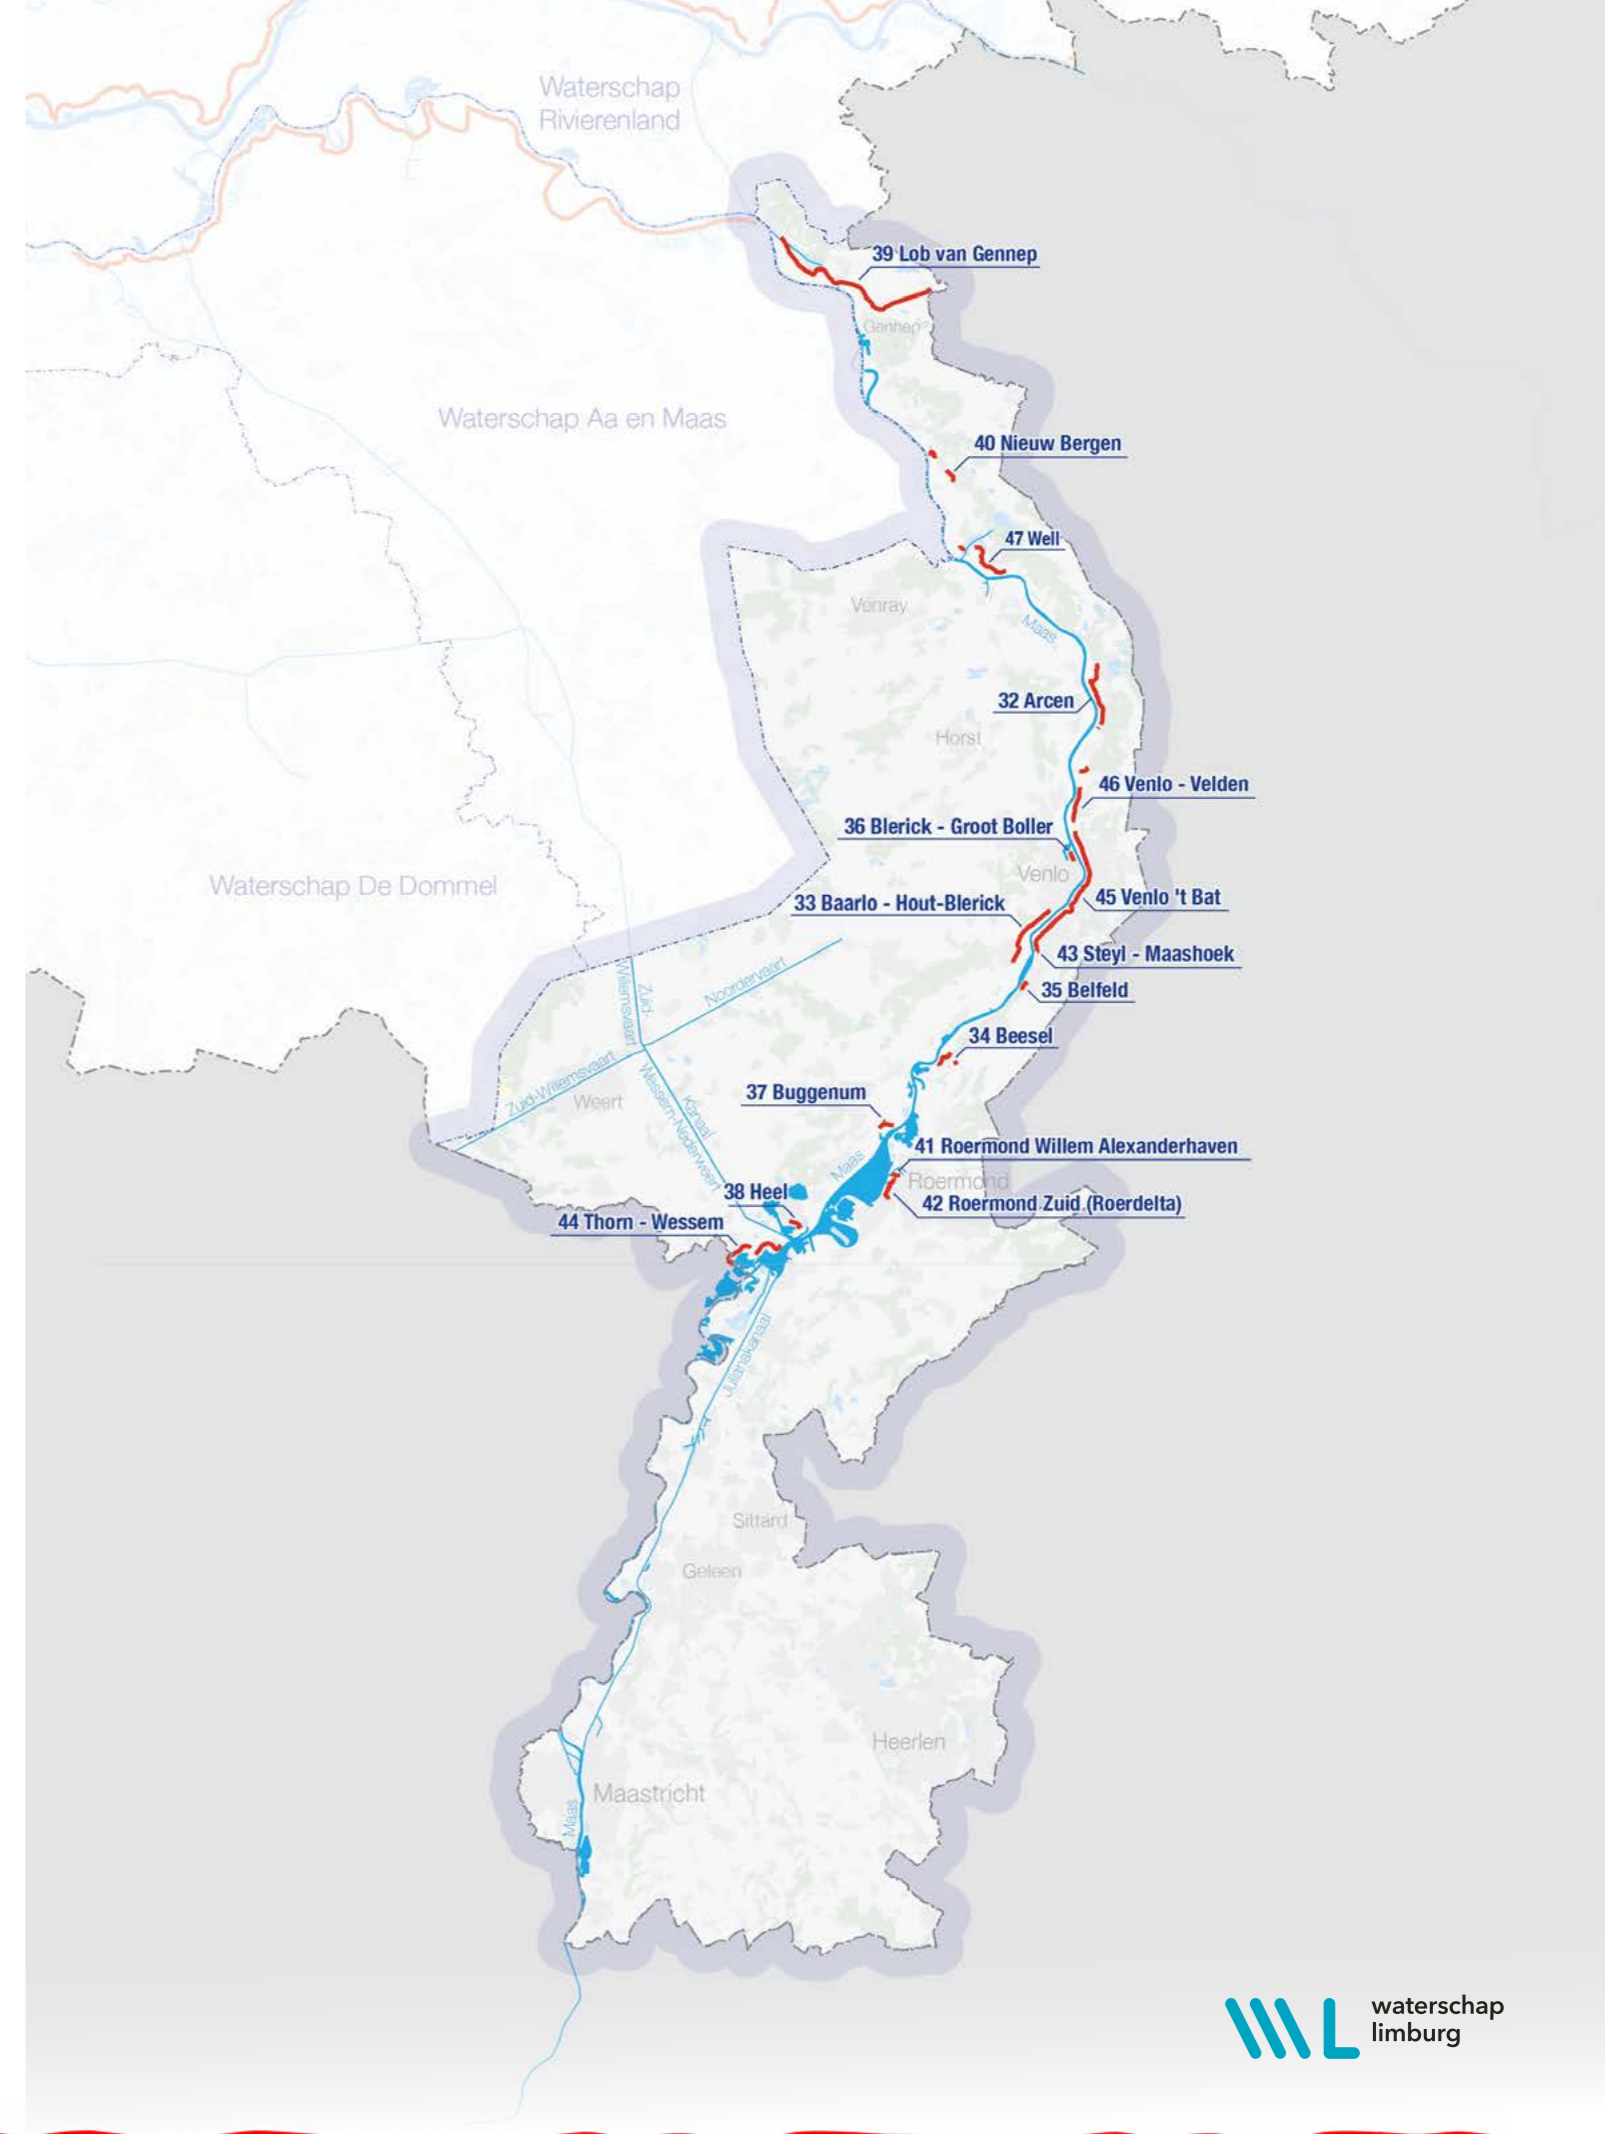 Waterschap
Rivierenland
39 Lob van Gennep
Gennep
Waterschap Aa en Maas
40 Nieuw Bergen
47 Well
Venray
Maas
32 Arcen
Horst
46 Venlo - Velden
36 Blerick - Groot Boller
Venlo
Waterschap De Dommel
45 Venlo 't Bat
33 Baarlo - Hout-Blerick
43 Steyl - Maashoek
Noordervaart
Zuid-
Willemsvaart
35 Belfeld
34 Beesel
Zuid-Willemsvaart
Weert
37 Buggenum
Kanaal
Wessem-Nederweert
41 Roermond Willem Alexanderhaven
Maas
Roermond
38 Heel
42 Roermond Zuid (Roerdelta)
44 Thorn - Wessem
Julianakanaal
Sittard
Geleen
Heerlen
Maastricht
Maas
WL
waterschap
limburg